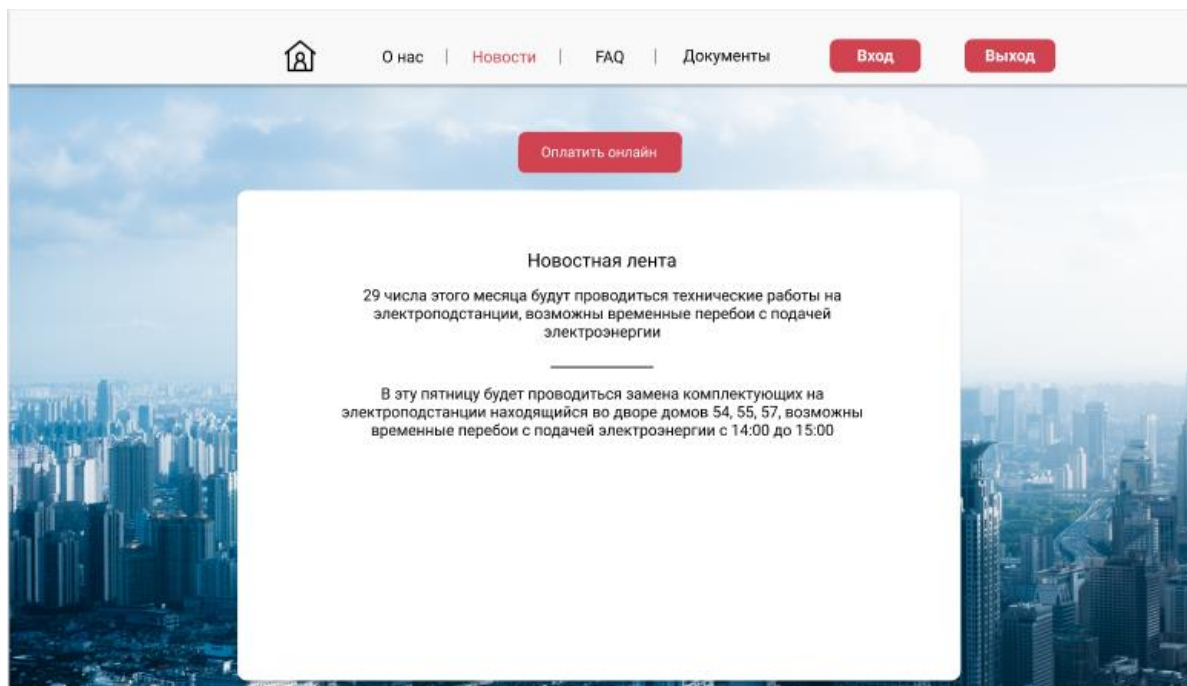 О нас | Новости | FAQ | Документы Вход Выход
Оплатить онлайн
Новостная лента
29 числа этого месяца будут проводиться технические работы на
электроподстанции, возможны временные перебои с подачей
электроэнергии
В эту пятницу будет проводиться замена комплектующих на
электроподстанции находящийся во дворе домов 54, 55, 57, возможны
временные перебои с подачей электроэнергии с 14:00 до 15:00